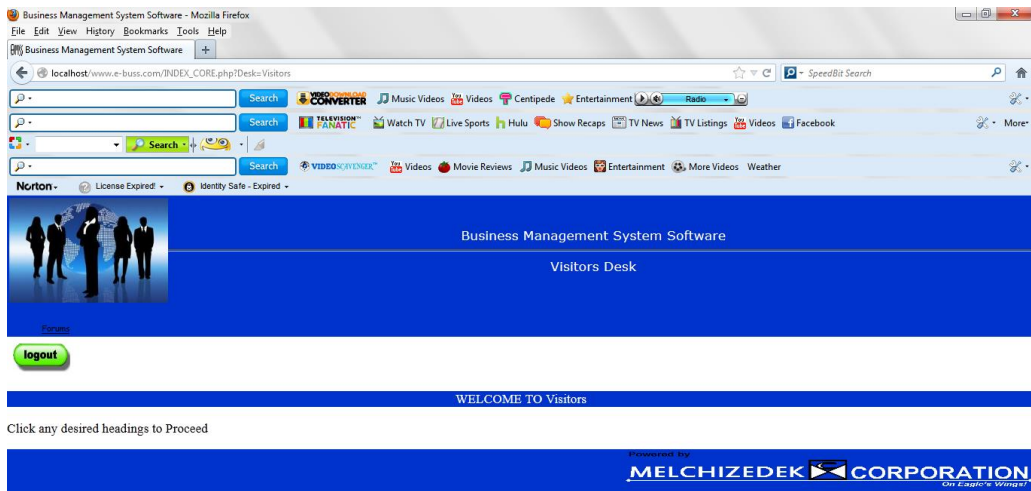 Business Management System Software - Mozilla Firefox
File Edit View History Bookmarks Tools Help
Business Management System Software +
localhost/www.e-buss.com/INDEX_CORE.php?Desk=Visitors SpeedBit Search
Search VIDEO DOWNLOAD CONVERTER Music Videos Videos Centipede Entertainment Radio
Search TELEVISION FANATIC Watch TV Live Sports Hulu Show Recaps TV News TV Listings Videos Facebook More
Search
Search VIDEOSCAVENGER Videos Movie Reviews Music Videos Entertainment More Videos Weather
Norton License Expired! Identity Safe - Expired
Business Management System Software
Visitors Desk
Forums
logout
WELCOME TO Visitors
Click any desired headings to Proceed
Powered by
MELCHIZEDEK CORPORATION
On Eagle's Wings!